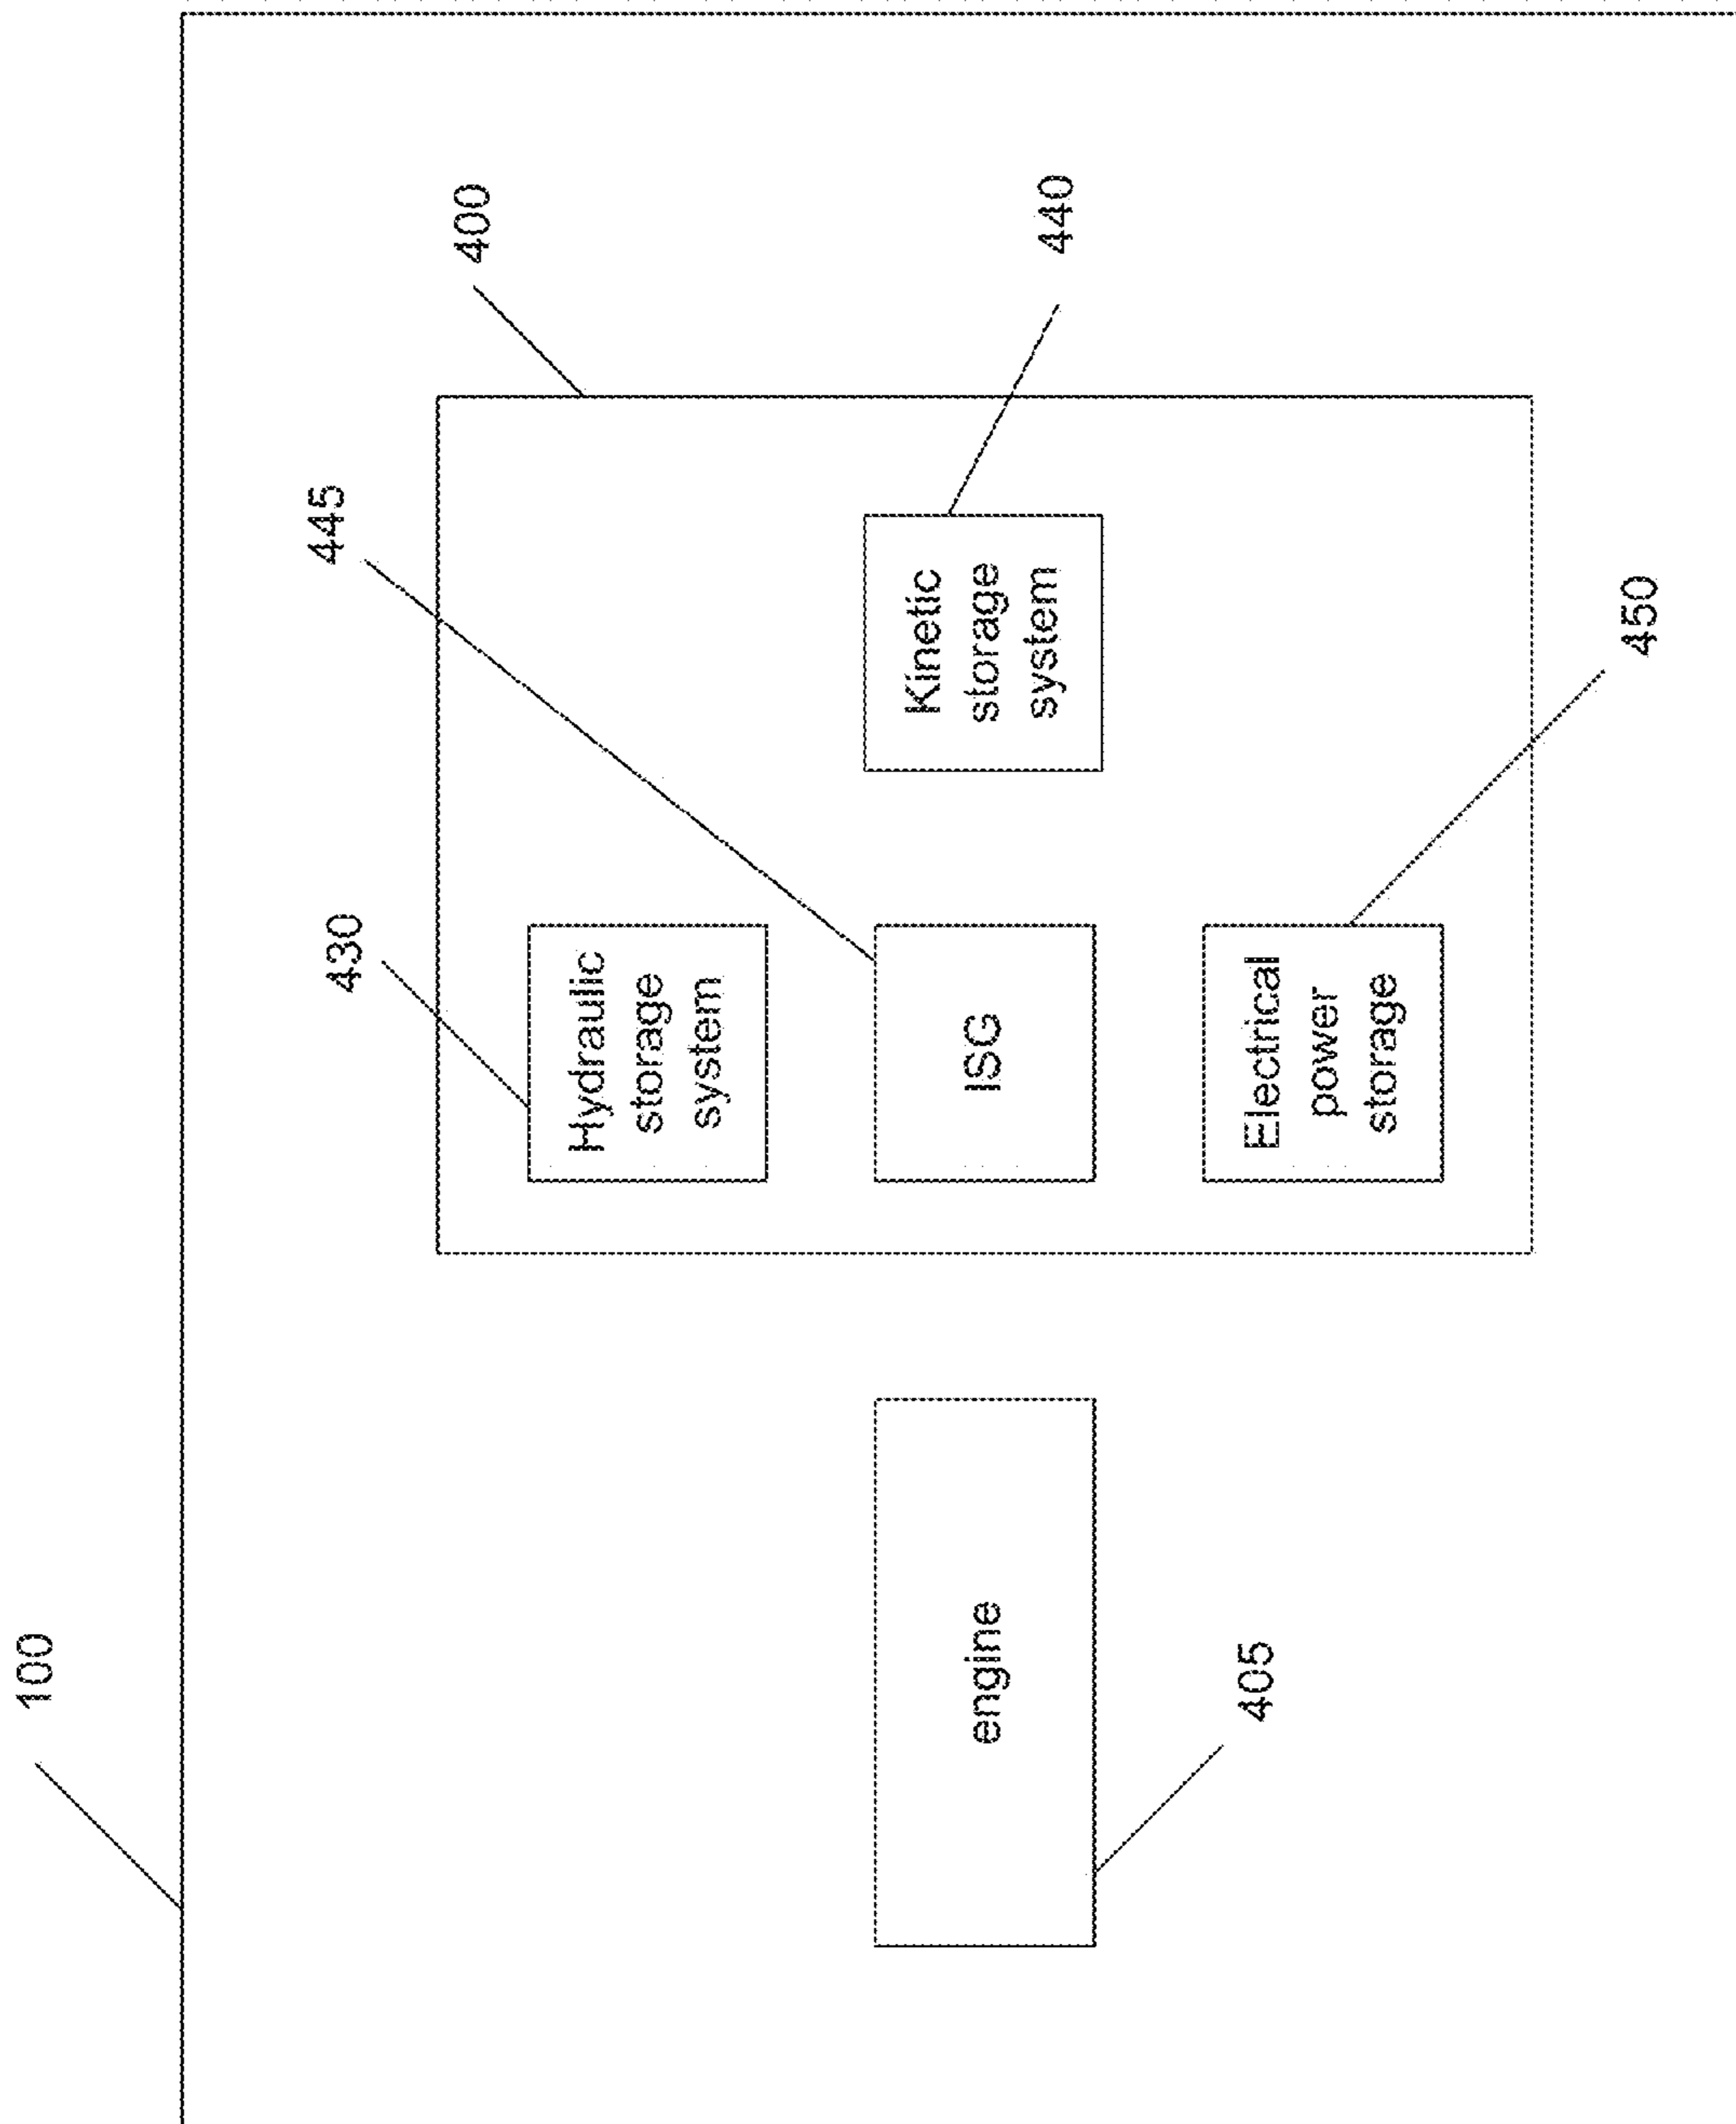 100
400
445
440
430
Hydraulic
storage
system
Kinetic
storage
system
ISG
engine
Electrical
power
storage
405
450